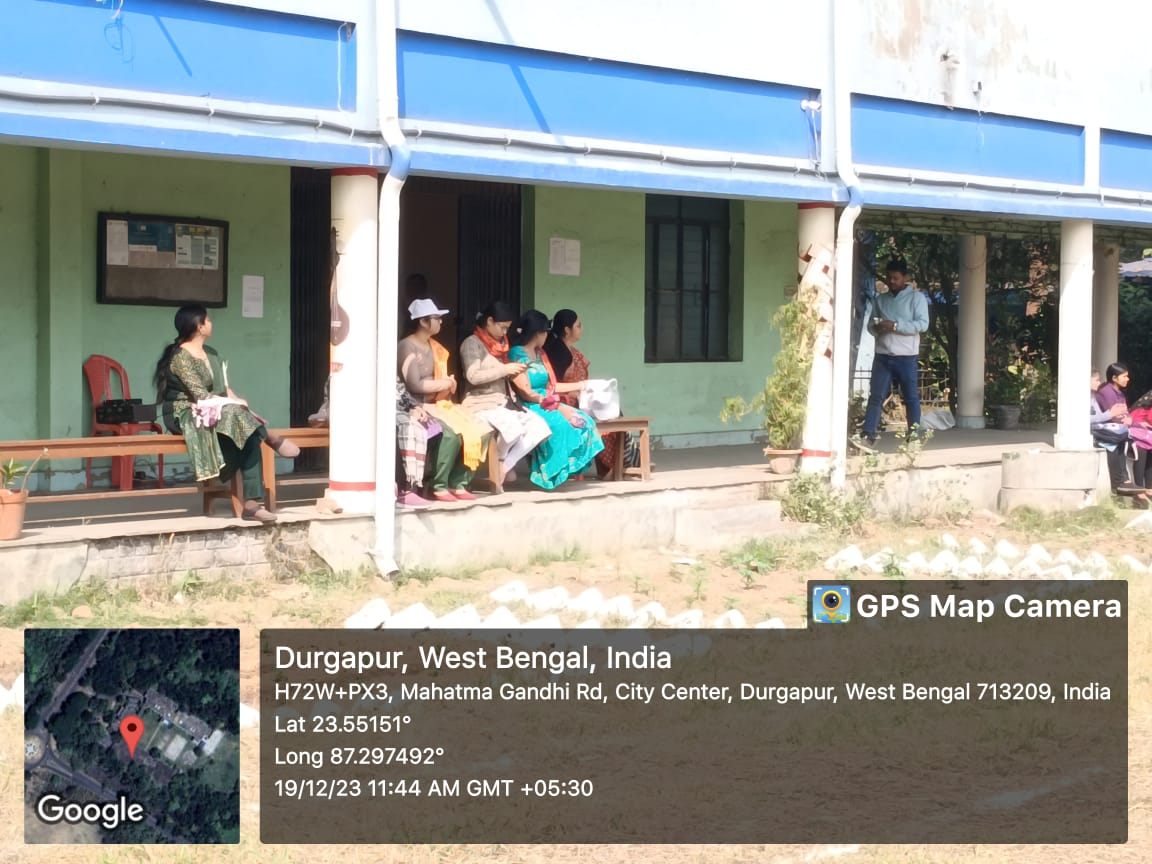 GPS Map Camera
Durgapur, West Bengal, India
H72W+PX3, Mahatma Gandhi Rd, City Center, Durgapur, West Bengal 713209, India
Lat 23.55151°
Long 87.297492°
19/12/23 11:44 AM GMT +05:30
Google